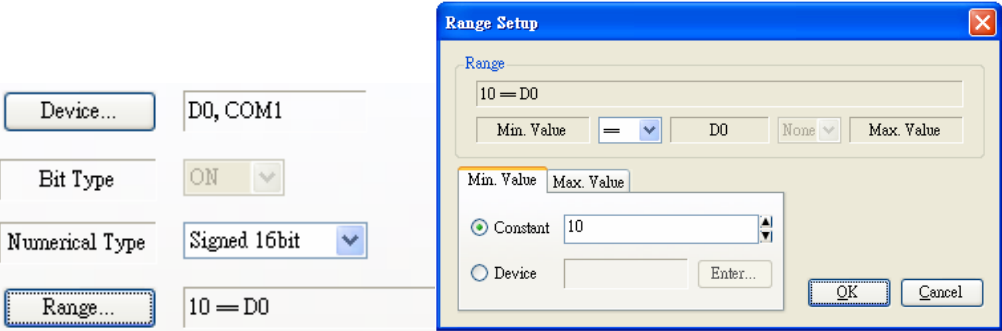 Device...
D0, COM1
Bit Type
ON
Numerical Type
Signed 16bit
Range...
10 == D0
Range Setup
Range
10 == D0
Min. Value
==
D0
None
Max. Value
Min. Value
Max. Value
Constant
10
Device
Enter...
OK
Cancel